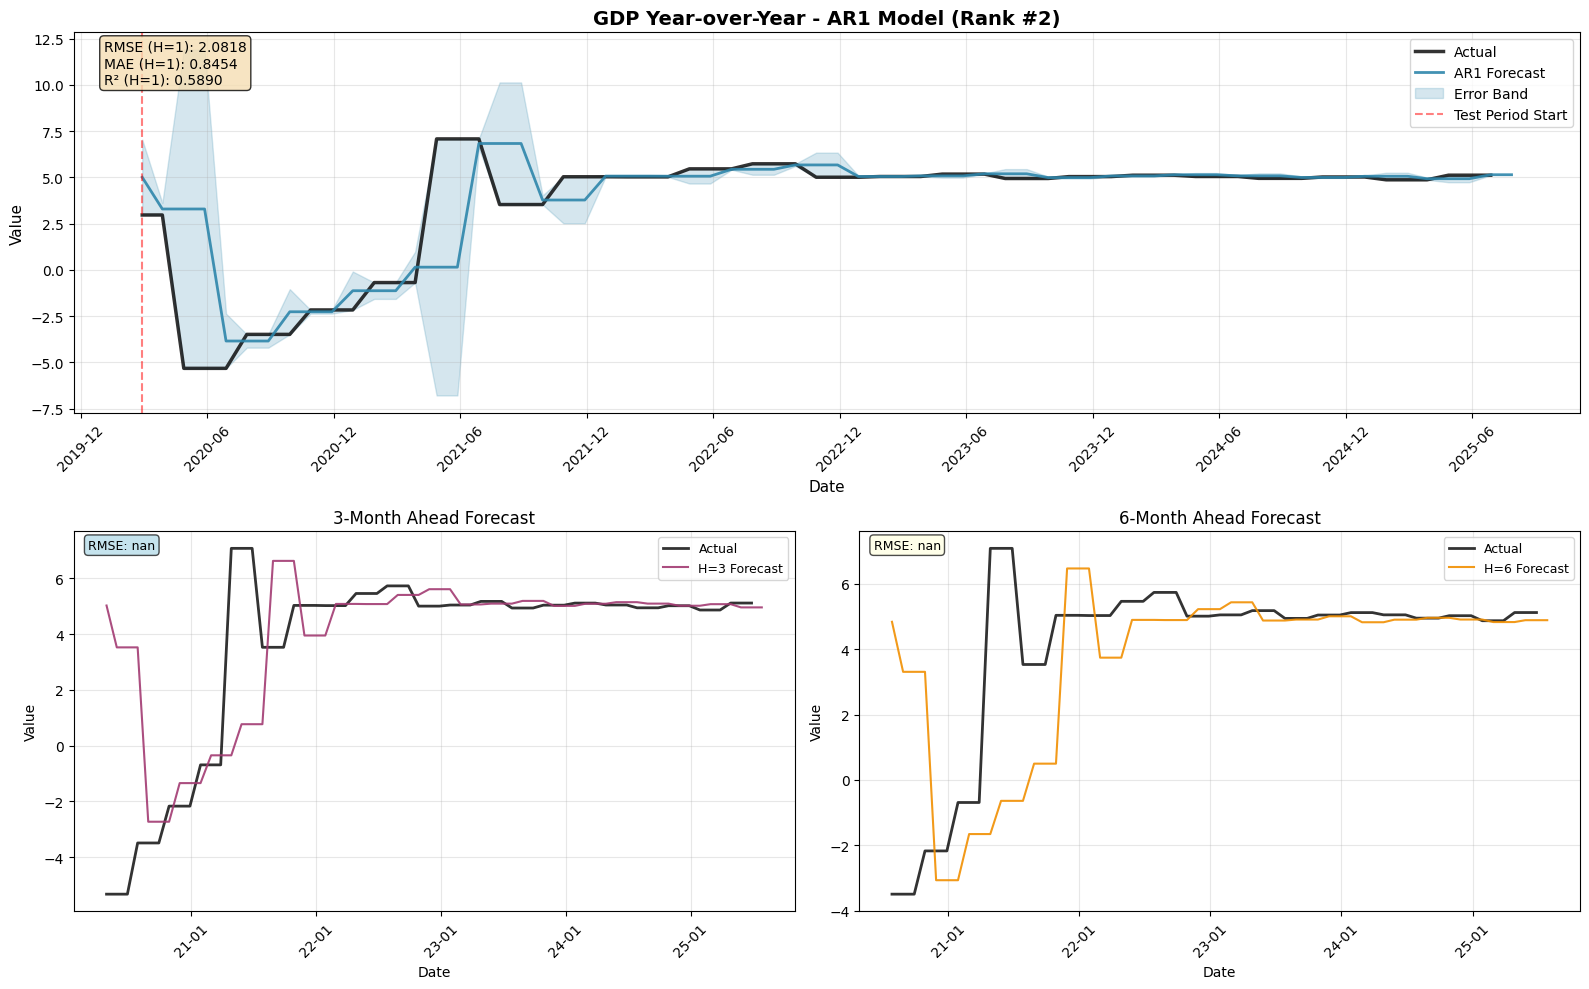 GDP Year-over-Year - AR1 Model (Rank #2)
RMSE (H=1): 2.0818
MAE (H=1): 0.8454
R² (H=1): 0.5890
Actual
AR1 Forecast
Error Band
Test Period Start
Value
12.5
10.0
7.5
5.0
2.5
0.0
−2.5
−5.0
−7.5
2019-12
2020-06
2020-12
2021-06
2021-12
2022-06
2022-12
2023-06
2023-12
2024-06
2024-12
2025-06
Date
3-Month Ahead Forecast
RMSE: nan
Actual
H=3 Forecast
Value
6
4
2
0
−2
−4
21-01
22-01
23-01
24-01
25-01
Date
6-Month Ahead Forecast
RMSE: nan
Actual
H=6 Forecast
Value
6
4
2
0
−2
−4
21-01
22-01
23-01
24-01
25-01
Date